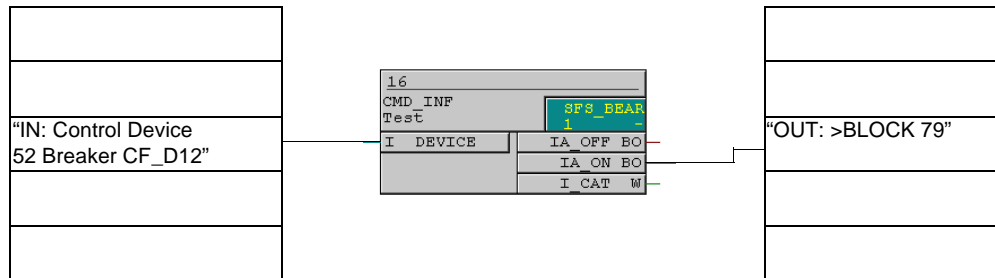 “IN: Control Device
52 Breaker CF_D12”
16
CMD_INF
Test
SFS_BEAR
1 -
I DEVICE
IA_OFF BO
IA_ON BO
I_CAT W
“OUT: >BLOCK 79”